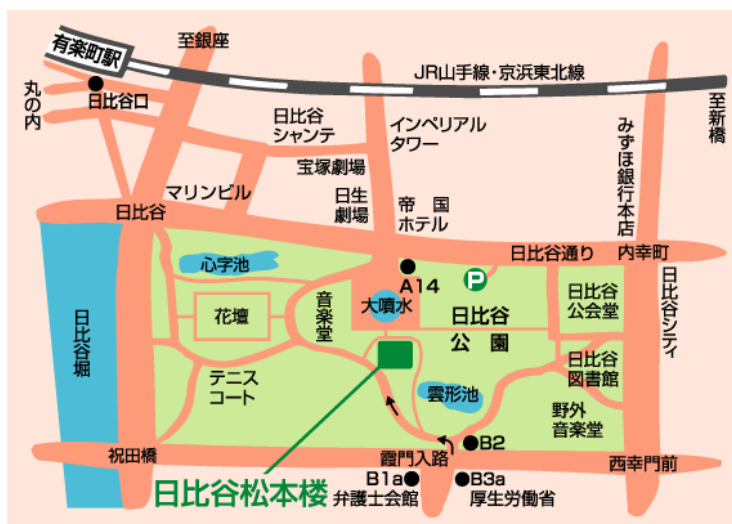 有楽町駅
至銀座
JR山手線・京浜東北線
至新橋
丸の内
日比谷口
日比谷
シャンテ
インペリアル
タワー
みずほ銀行本店
宝塚劇場
マリンビル
日生
劇場
帝国
ホテル
日比谷
日比谷通り
内幸町
心字池
A14
P
日比谷シティ
日比谷
公会堂
花壇
音楽堂
大噴水
日比谷
公園
日比谷堀
テニス
コート
雲形池
日比谷
図書館
野外
音楽堂
B2
祝田橋
霞門入路
西幸門前
日比谷松本楼
B1a
弁護士会館
B3a
厚生労働省